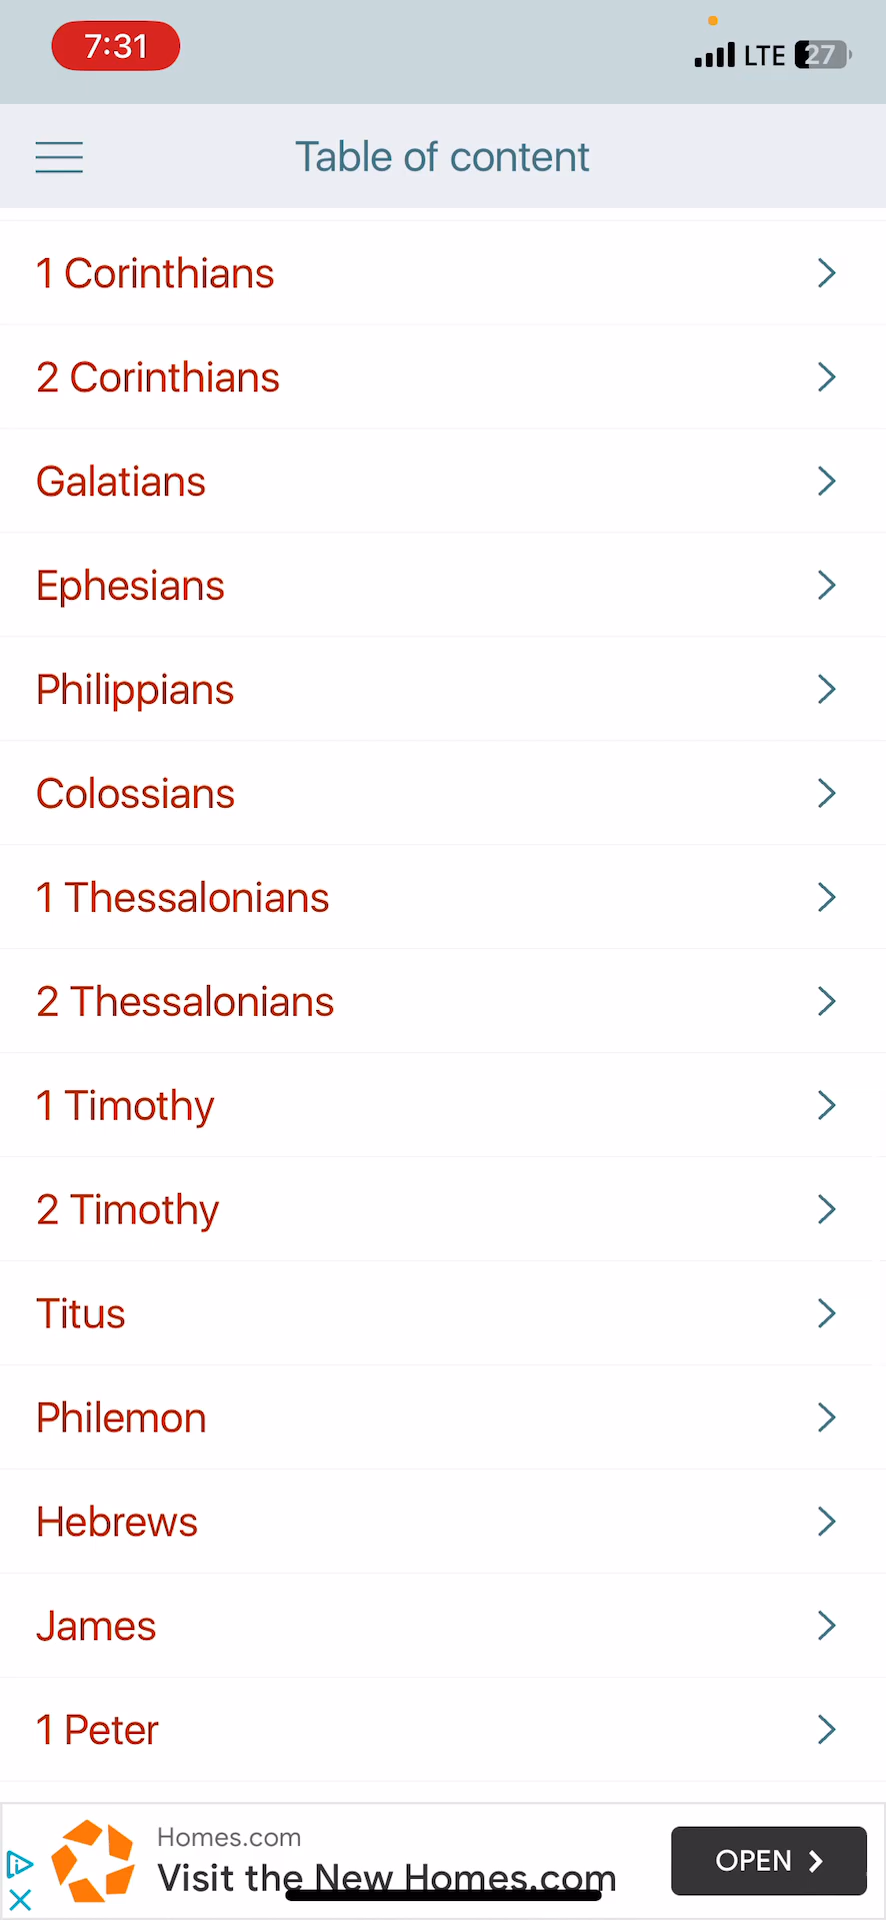 7:31
LTE 27
Table of content
1 Corinthians
2 Corinthians
Galatians
Ephesians
Philippians
Colossians
1 Thessalonians
2 Thessalonians
1 Timothy
2 Timothy
Titus
Philemon
Hebrews
James
1 Peter
Homes.com
Visit the New Homes.com
OPEN